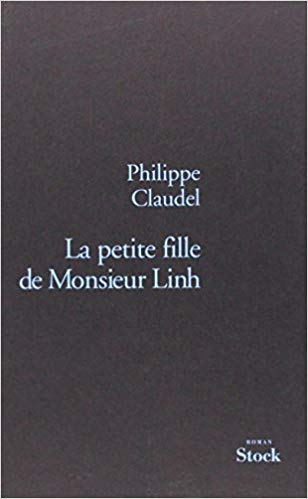 Philippe
Claudel
La petite fille
de Monsieur Linh
ROMAN
Stock